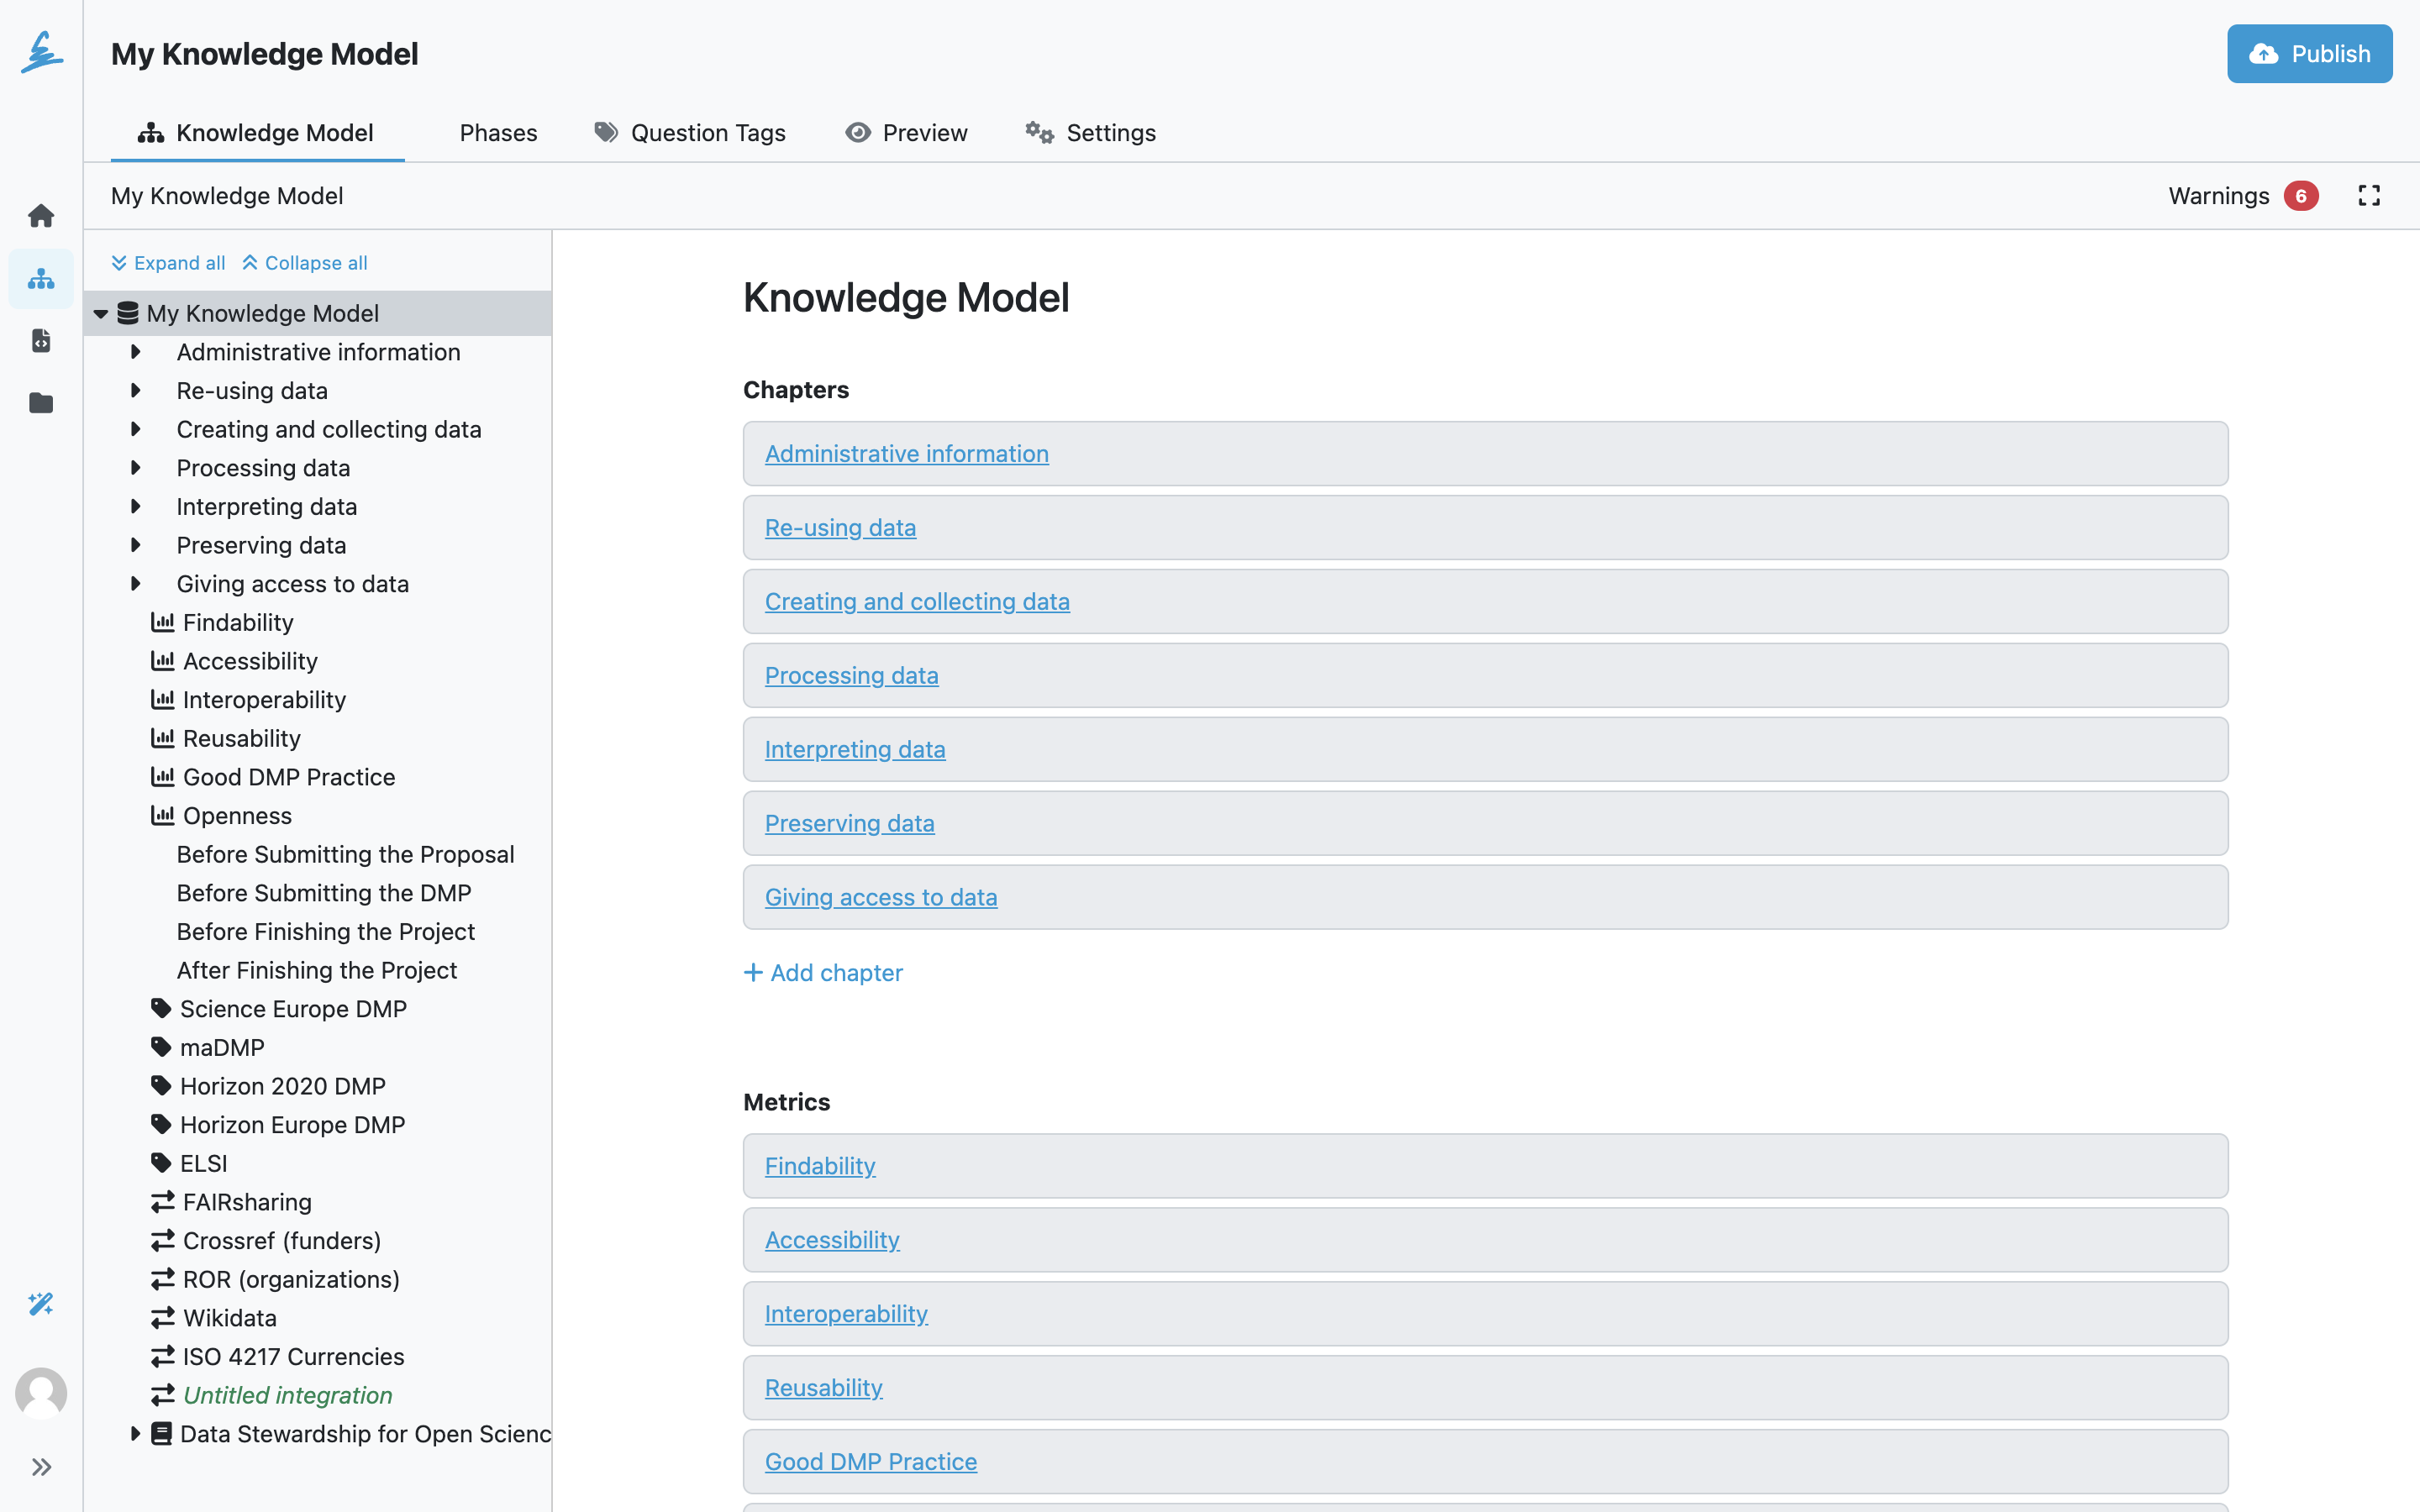 My Knowledge Model
Publish
Knowledge Model
Phases
Question Tags
Preview
Settings
My Knowledge Model
Warnings 6
Expand all
Collapse all
My Knowledge Model
Administrative information
Re-using data
Creating and collecting data
Processing data
Interpreting data
Preserving data
Giving access to data
Findability
Accessibility
Interoperability
Reusability
Good DMP Practice
Openness
Before Submitting the Proposal
Before Submitting the DMP
Before Finishing the Project
After Finishing the Project
Science Europe DMP
maDMP
Horizon 2020 DMP
Horizon Europe DMP
ELSI
FAIRsharing
Crossref (funders)
ROR (organizations)
Wikidata
ISO 4217 Currencies
Untitled integration
Data Stewardship for Open Scienc
Knowledge Model
Chapters
Administrative information
Re-using data
Creating and collecting data
Processing data
Interpreting data
Preserving data
Giving access to data
Add chapter
Metrics
Findability
Accessibility
Interoperability
Reusability
Good DMP Practice